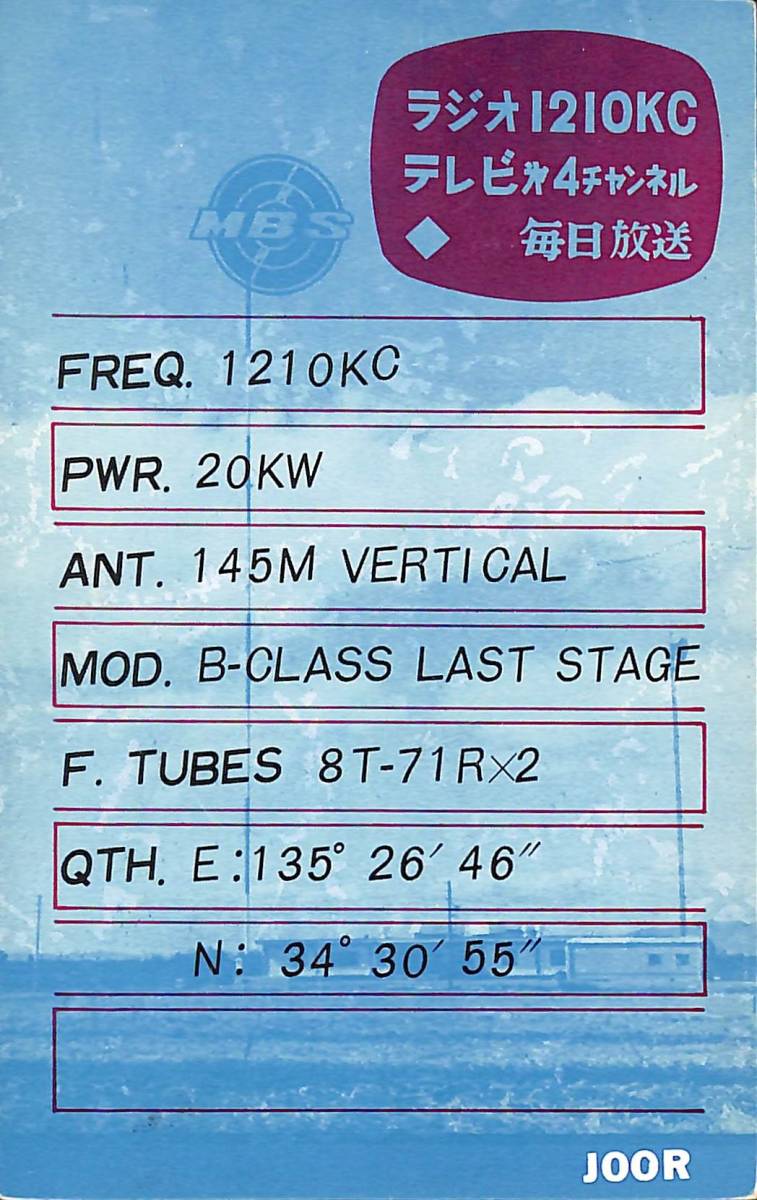 ラジオ1210KC
テレビ㐧4チャンネル
◆ 毎日放送
MBS
FREQ. 1210KC
PWR. 20KW
ANT. 145M VERTICAL
MOD. B-CLASS LAST STAGE
F. TUBES 8T-71R×2
QTH. E:135° 26′ 46″
N: 34° 30′ 55″
JOOR